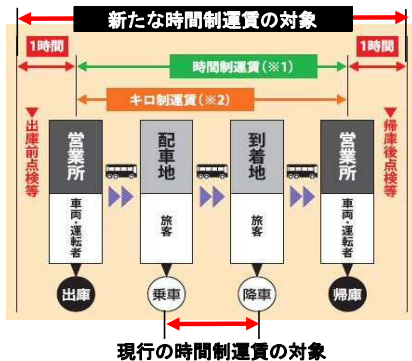 新たな時間制運賃の対象
1時間
1時間
時間制運賃(※1)
キロ制運賃(※2)
▼出庫前点検等
営業所
配車地
到着地
営業所
▼帰庫後点検等
車両・運転者
旅客
旅客
車両・運転者
出庫
乗車
降車
帰庫
現行の時間制運賃の対象